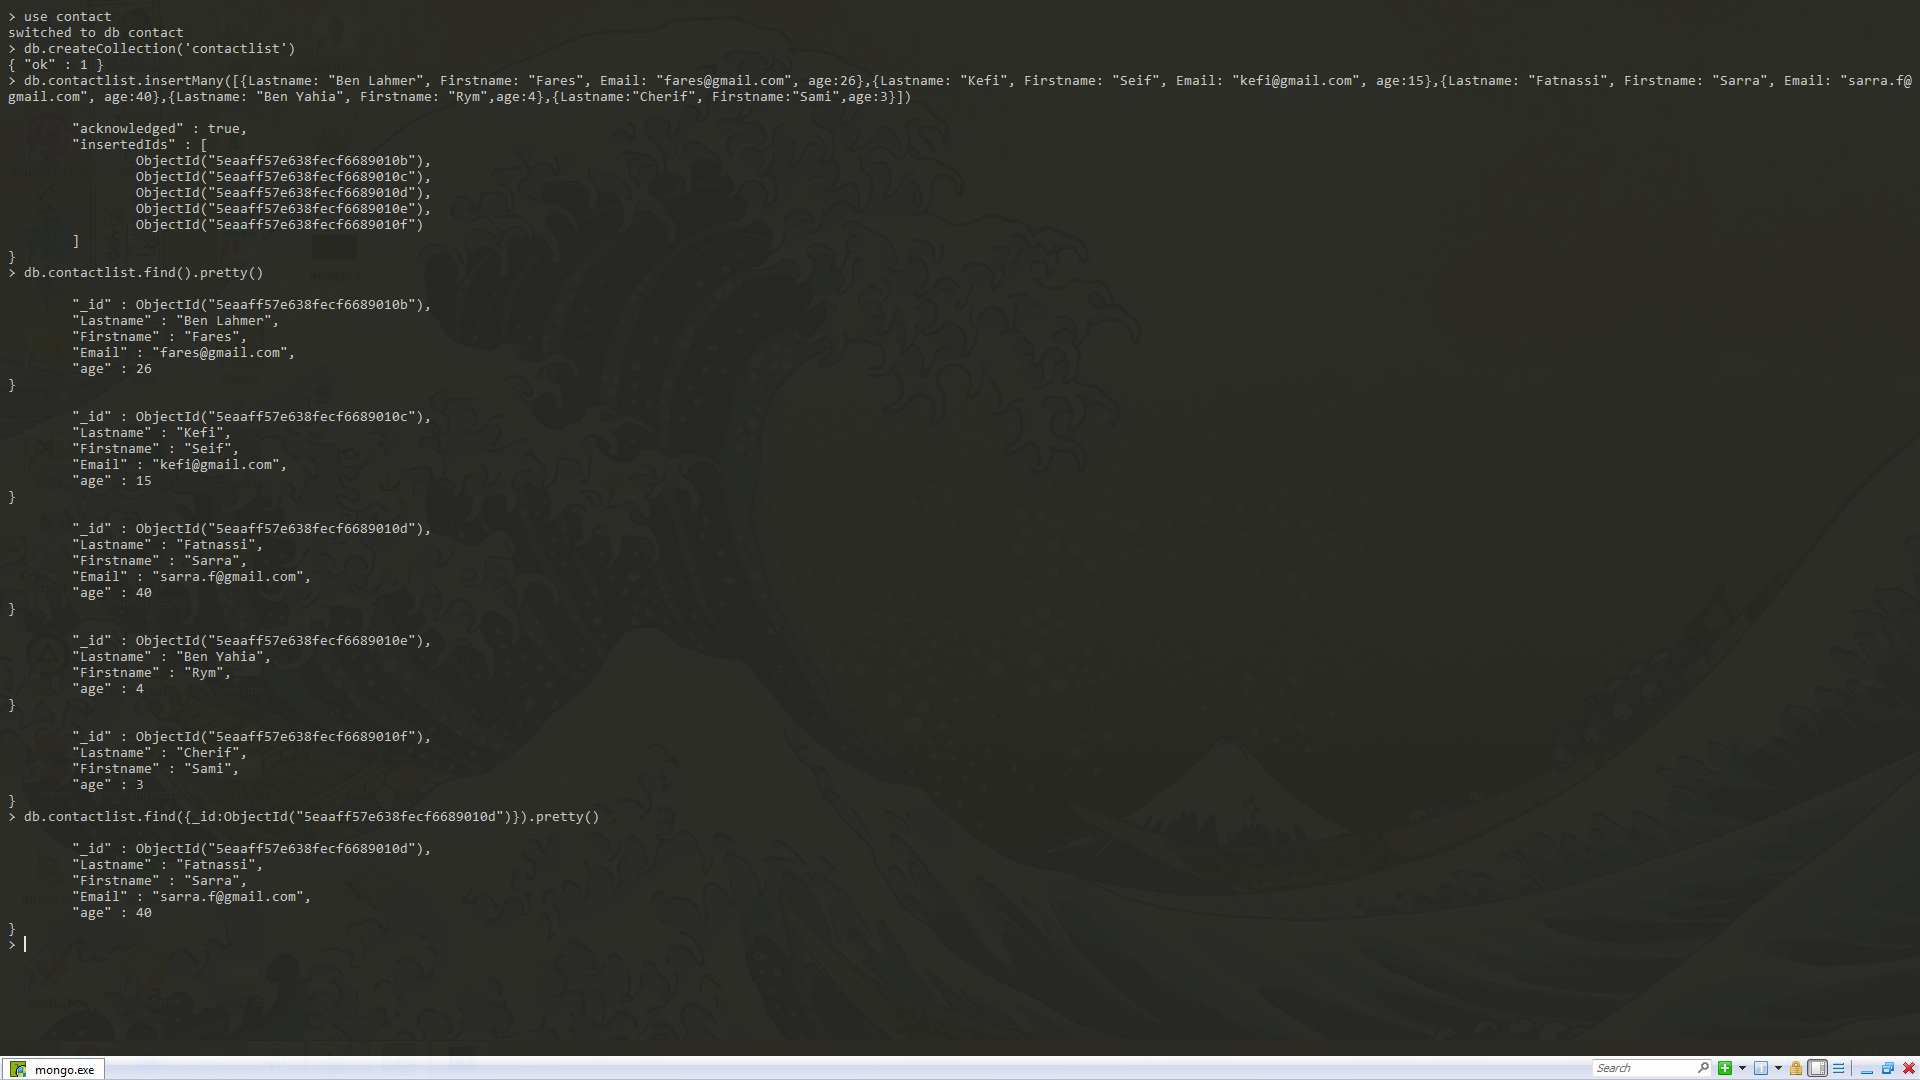 > use contact
switched to db contact
> db.createCollection('contactlist')
{ "ok" : 1 }
> db.contactlist.insertMany([{Lastname: "Ben Lahmer", Firstname: "Fares", Email: "fares@gmail.com", age:26},{Lastname: "Kefi", Firstname: "Seif", Email: "kefi@gmail.com", age:15},{Lastname: "Fatnassi", Firstname: "Sarra", Email: "sarra.f@
gmail.com", age:40},{Lastname: "Ben Yahia", Firstname: "Rym",age:4},{Lastname:"Cherif", Firstname:"Sami",age:3}])
"acknowledged" : true,
"insertedIds" : [
ObjectId("5eaaff57e638fecf6689010b"),
ObjectId("5eaaff57e638fecf6689010c"),
ObjectId("5eaaff57e638fecf6689010d"),
ObjectId("5eaaff57e638fecf6689010e"),
ObjectId("5eaaff57e638fecf6689010f")
]
}
> db.contactlist.find().pretty()
"_id" : ObjectId("5eaaff57e638fecf6689010b"),
"Lastname" : "Ben Lahmer",
"Firstname" : "Fares",
"Email" : "fares@gmail.com",
"age" : 26
}
"_id" : ObjectId("5eaaff57e638fecf6689010c"),
"Lastname" : "Kefi",
"Firstname" : "Seif",
"Email" : "kefi@gmail.com",
"age" : 15
}
"_id" : ObjectId("5eaaff57e638fecf6689010d"),
"Lastname" : "Fatnassi",
"Firstname" : "Sarra",
"Email" : "sarra.f@gmail.com",
"age" : 40
}
"_id" : ObjectId("5eaaff57e638fecf6689010e"),
"Lastname" : "Ben Yahia",
"Firstname" : "Rym",
"age" : 4
}
"_id" : ObjectId("5eaaff57e638fecf6689010f"),
"Lastname" : "Cherif",
"Firstname" : "Sami",
"age" : 3
}
> db.contactlist.find({_id:ObjectId("5eaaff57e638fecf6689010d")}).pretty()
"_id" : ObjectId("5eaaff57e638fecf6689010d"),
"Lastname" : "Fatnassi",
"Firstname" : "Sarra",
"Email" : "sarra.f@gmail.com",
"age" : 40
}
>
mongo.exe
Search